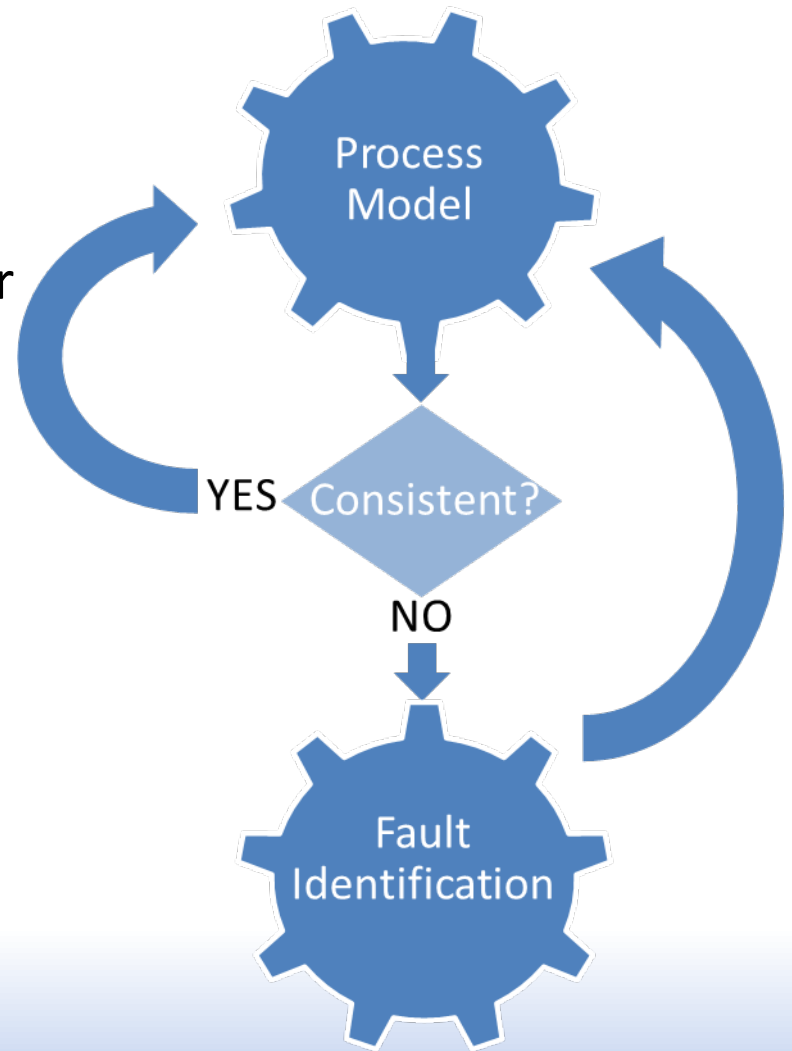 Process
Model
r
YES
Consistent?
NO
Fault
Identification